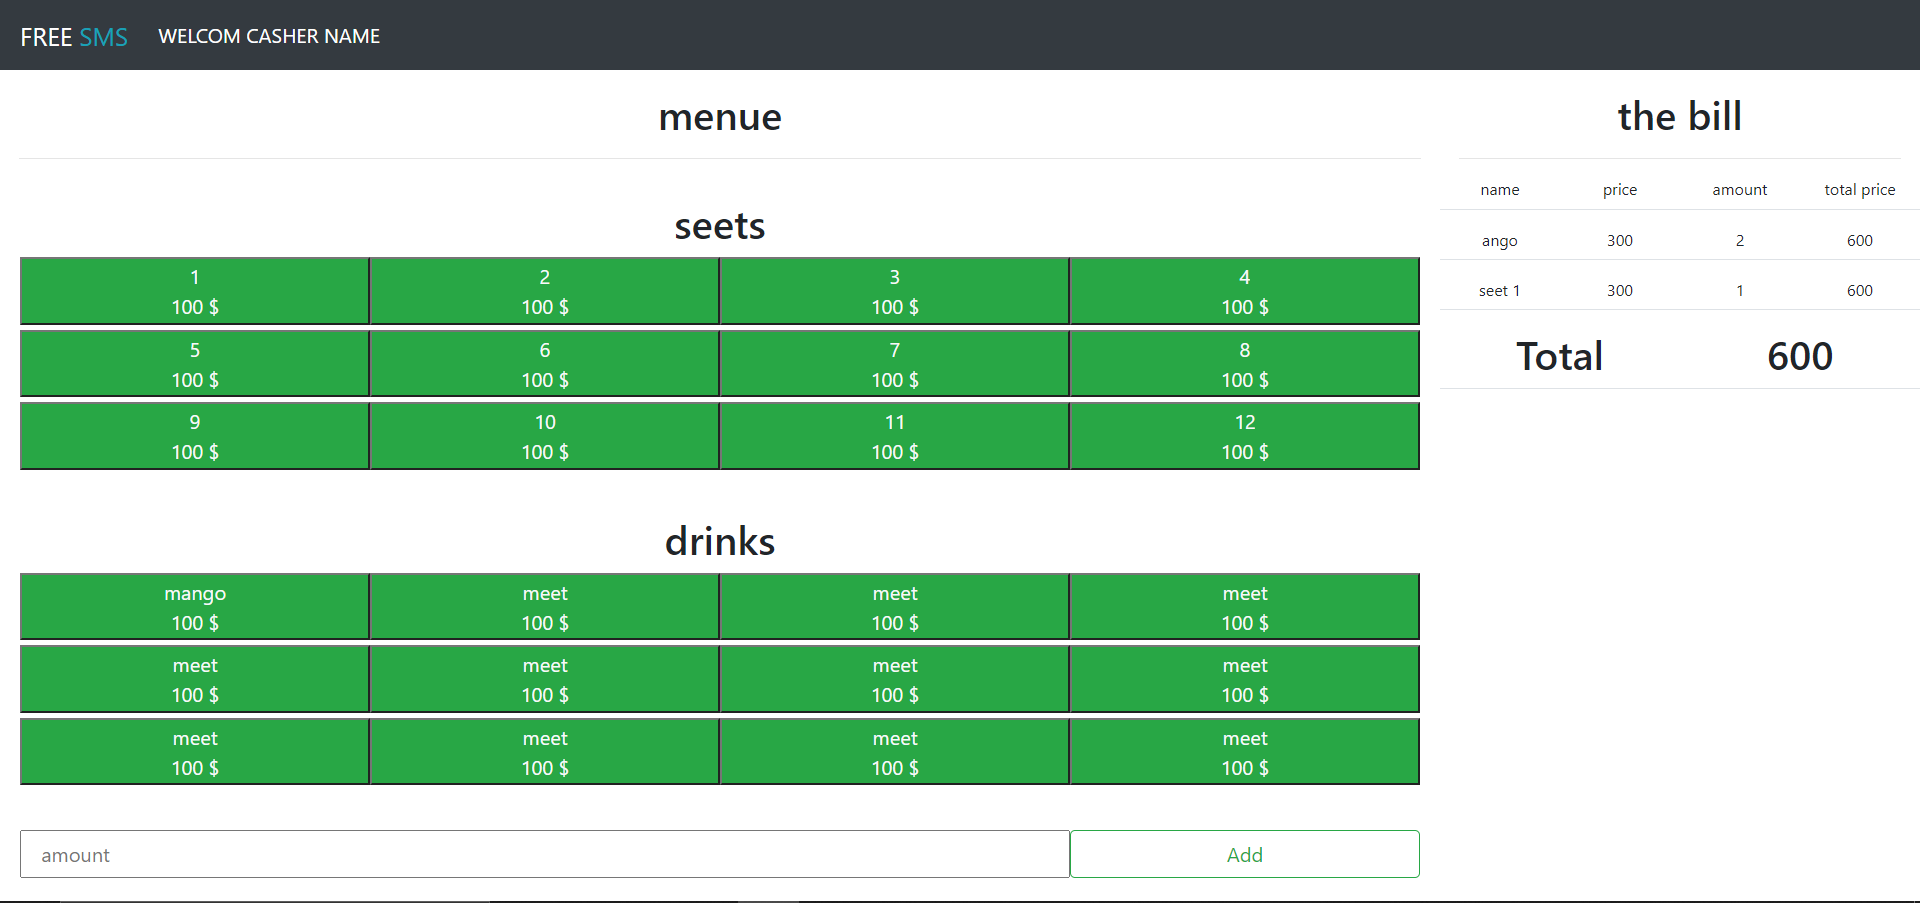 FREE SMS WELCOM CASHER NAME
menue
seets
1 2 3 4
100 $ 100 $ 100 $ 100 $
5 6 7 8
100 $ 100 $ 100 $ 100 $
9 10 11 12
100 $ 100 $ 100 $ 100 $
drinks
mango meet meet meet
100 $ 100 $ 100 $ 100 $
meet meet meet meet
100 $ 100 $ 100 $ 100 $
meet meet meet meet
100 $ 100 $ 100 $ 100 $
amount Add
the bill
name price amount total price
ango 300 2 600
seet 1 300 1 600
Total 600